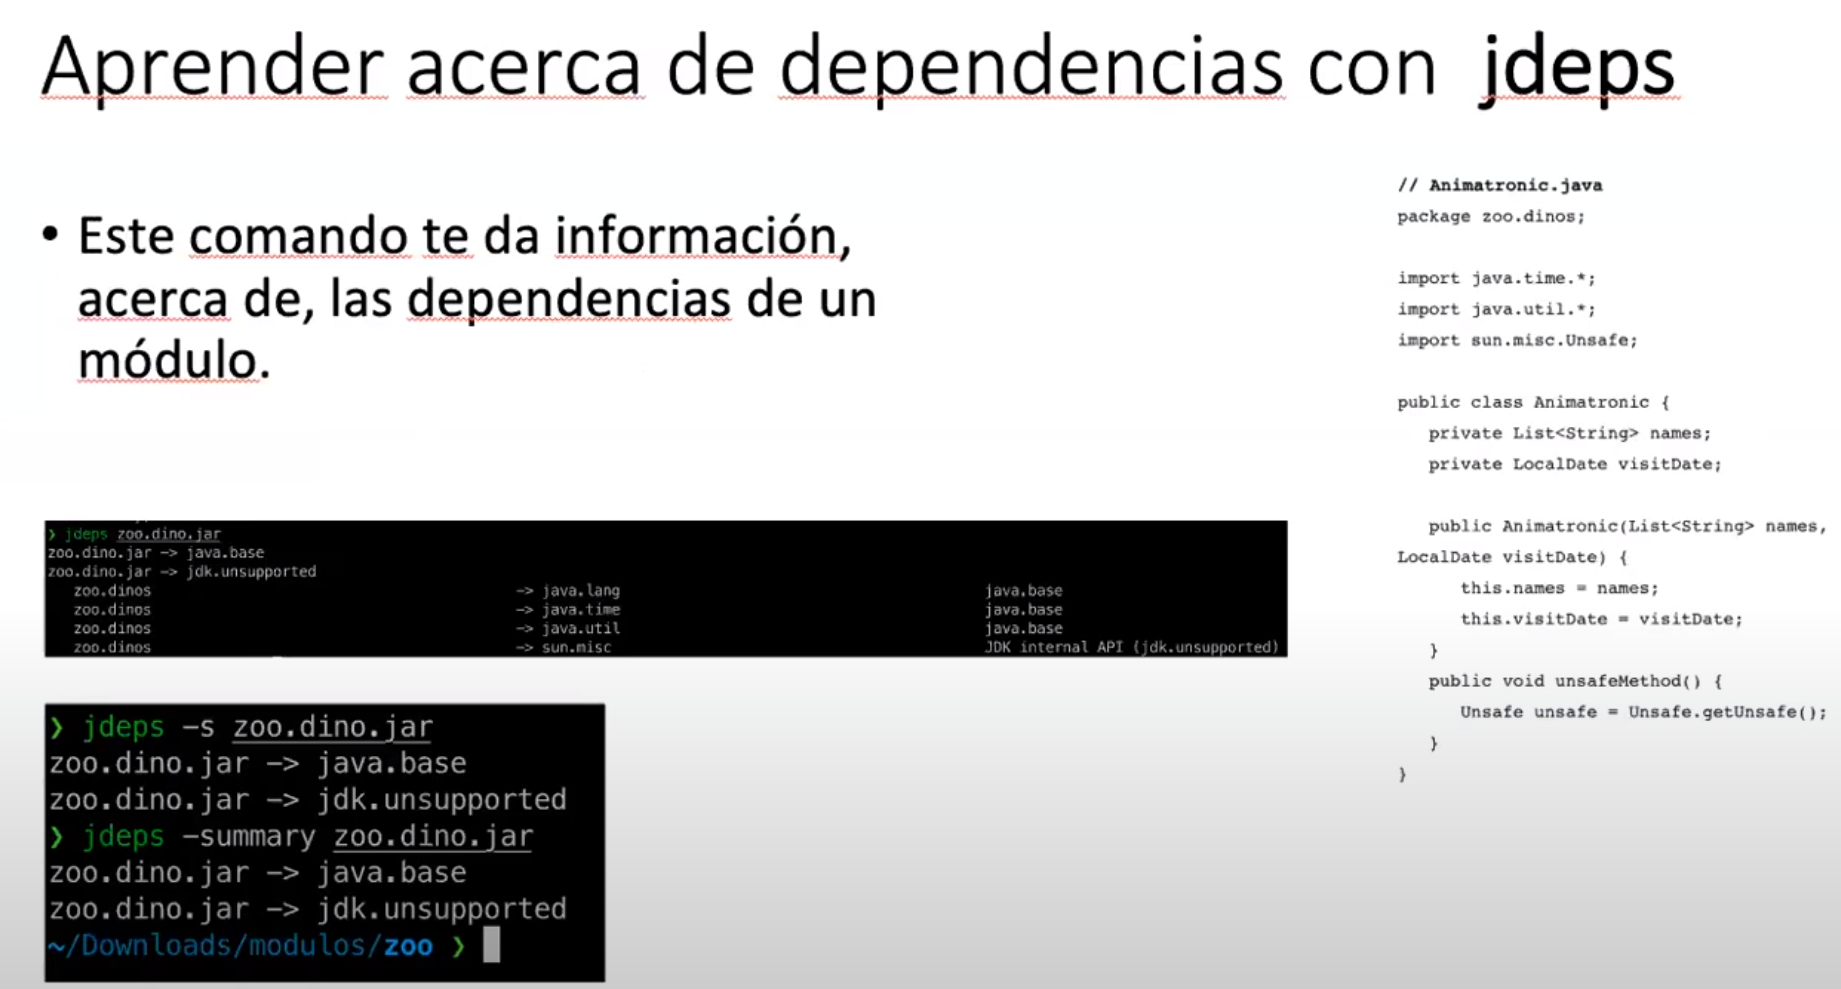 Aprender acerca de dependencias con jdeps
• Este comando te da información,
acerca de, las dependencias de un
módulo.
// Animatronic.java
package zoo.dinos;
import java.time.*;
import java.util.*;
import sun.misc.Unsafe;
public class Animatronic {
private List<String> names;
private LocalDate visitDate;
public Animatronic(List<String> names,
LocalDate visitDate) {
this.names = names;
this.visitDate = visitDate;
}
public void unsafeMethod() {
Unsafe unsafe = Unsafe.getUnsafe();
}
}
❯ jdeps zoo.dino.jar
zoo.dino.jar -> java.base
zoo.dino.jar -> jdk.unsupported
zoo.dinos -> java.lang java.base
zoo.dinos -> java.time java.base
zoo.dinos -> java.util java.base
zoo.dinos -> sun.misc JDK internal API (jdk.unsupported)
❯ jdeps -s zoo.dino.jar
zoo.dino.jar -> java.base
zoo.dino.jar -> jdk.unsupported
❯ jdeps -summary zoo.dino.jar
zoo.dino.jar -> java.base
zoo.dino.jar -> jdk.unsupported
~/Downloads/modulos/zoo ❯